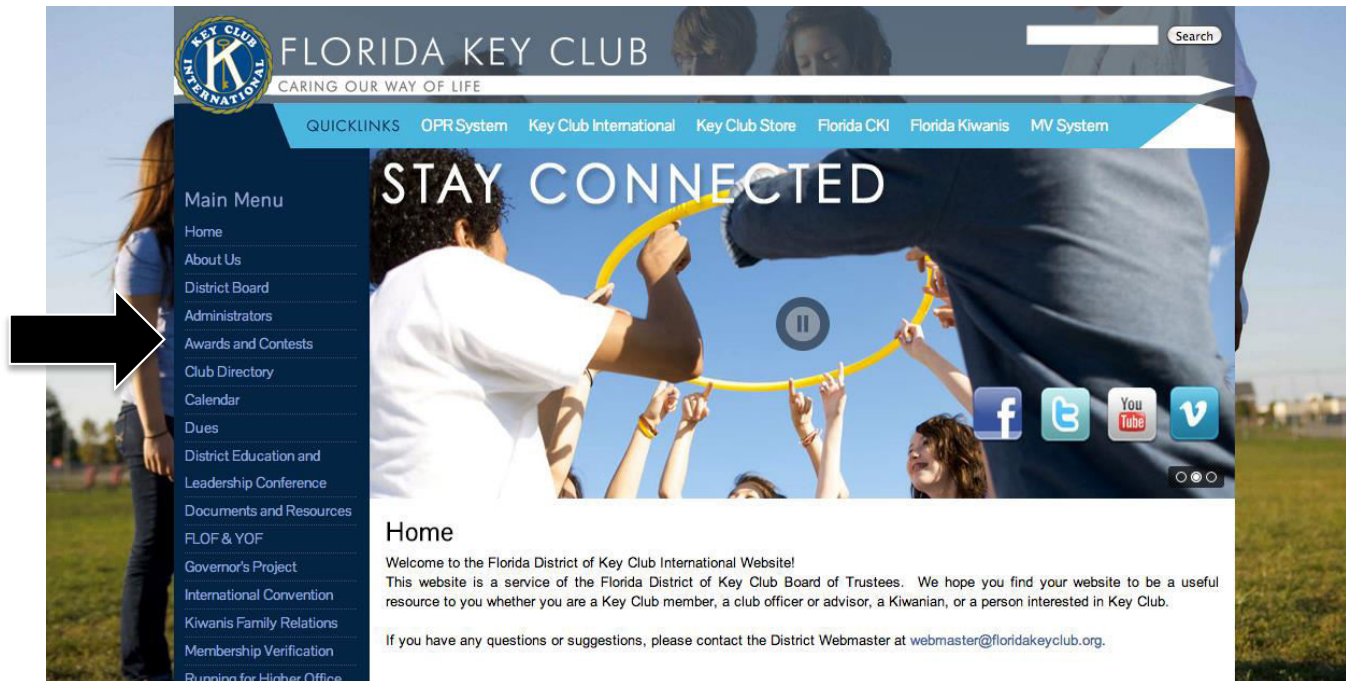 KEY CLUB
INTERNATIONAL
K
FLORIDA KEY CLUB
CARING OUR WAY OF LIFE
Search
QUICKLINKS OPR System Key Club International Key Club Store Florida CKI Florida Kiwanis MV System
STAY CONNECTED
Main Menu
Home
About Us
District Board
Administrators
Awards and Contests
Club Directory
Calendar
Dues
District Education and
Leadership Conference
Documents and Resources
FLOF & YOF
Governor's Project
International Convention
Kiwanis Family Relations
Membership Verification
Running for Higher Office
f
t
You
Tube
v
Home
Welcome to the Florida District of Key Club International Website!
This website is a service of the Florida District of Key Club Board of Trustees. We hope you find your website to be a useful
resource to you whether you are a Key Club member, a club officer or advisor, a Kiwanian, or a person interested in Key Club.
If you have any questions or suggestions, please contact the District Webmaster at webmaster@floridakeyclub.org.